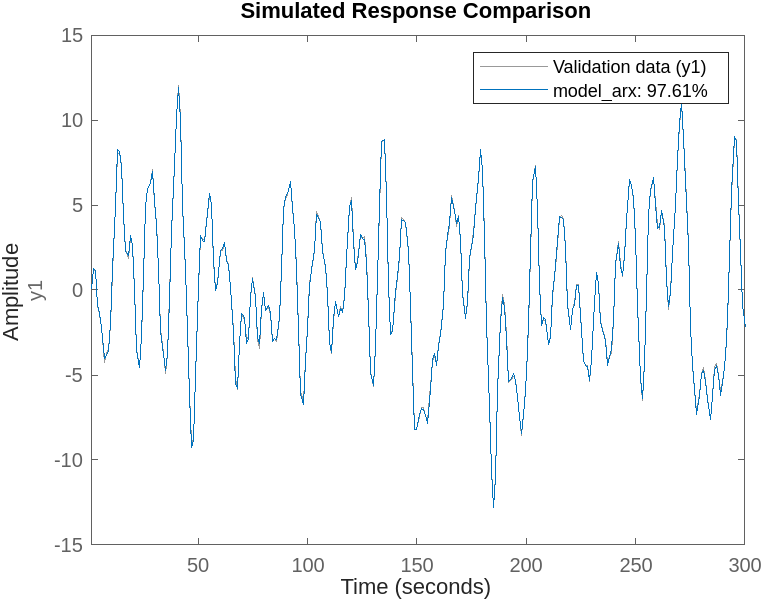 Simulated Response Comparison
Validation data (y1)
model_arx: 97.61%
Amplitude
y1
15
10
5
0
-5
-10
-15
50
100
150
200
250
300
Time (seconds)